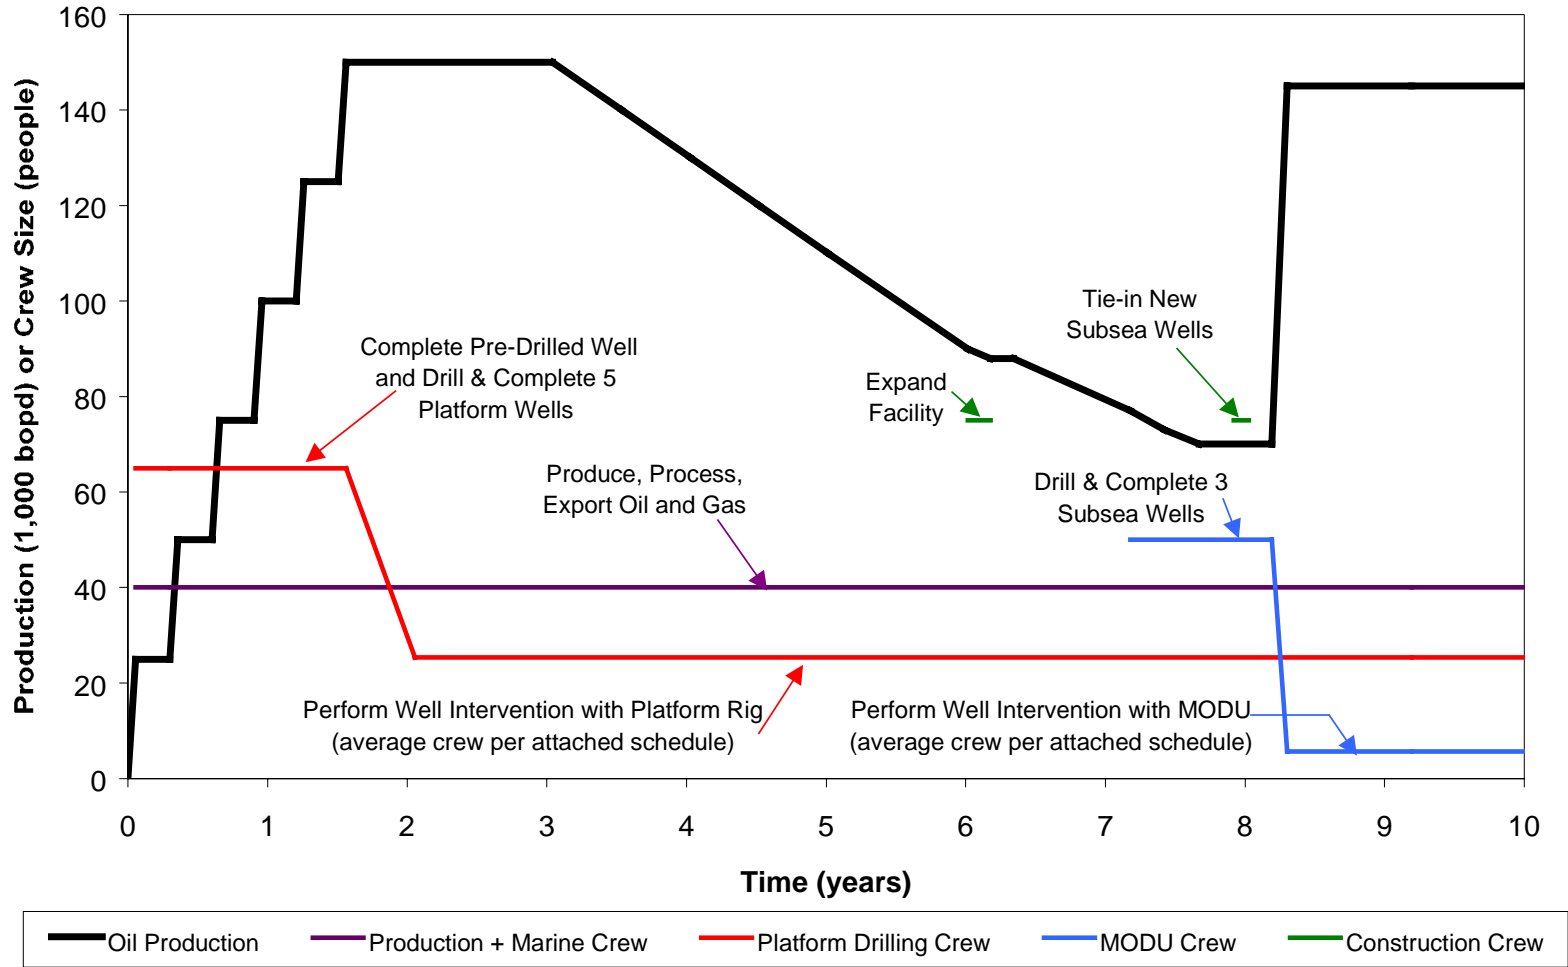 Production (1,000 bopd) or Crew Size (people)
160
140
120
100
80
60
40
20
0
Complete Pre-Drilled Well
and Drill & Complete 5
Platform Wells
Produce, Process,
Export Oil and Gas
Expand
Facility
Tie-in New
Subsea Wells
Drill & Complete 3
Subsea Wells
Perform Well Intervention with Platform Rig
(average crew per attached schedule)
Perform Well Intervention with MODU
(average crew per attached schedule)
0 1 2 3 4 5 6 7 8 9 10
Time (years)
Oil Production Production + Marine Crew Platform Drilling Crew MODU Crew Construction Crew